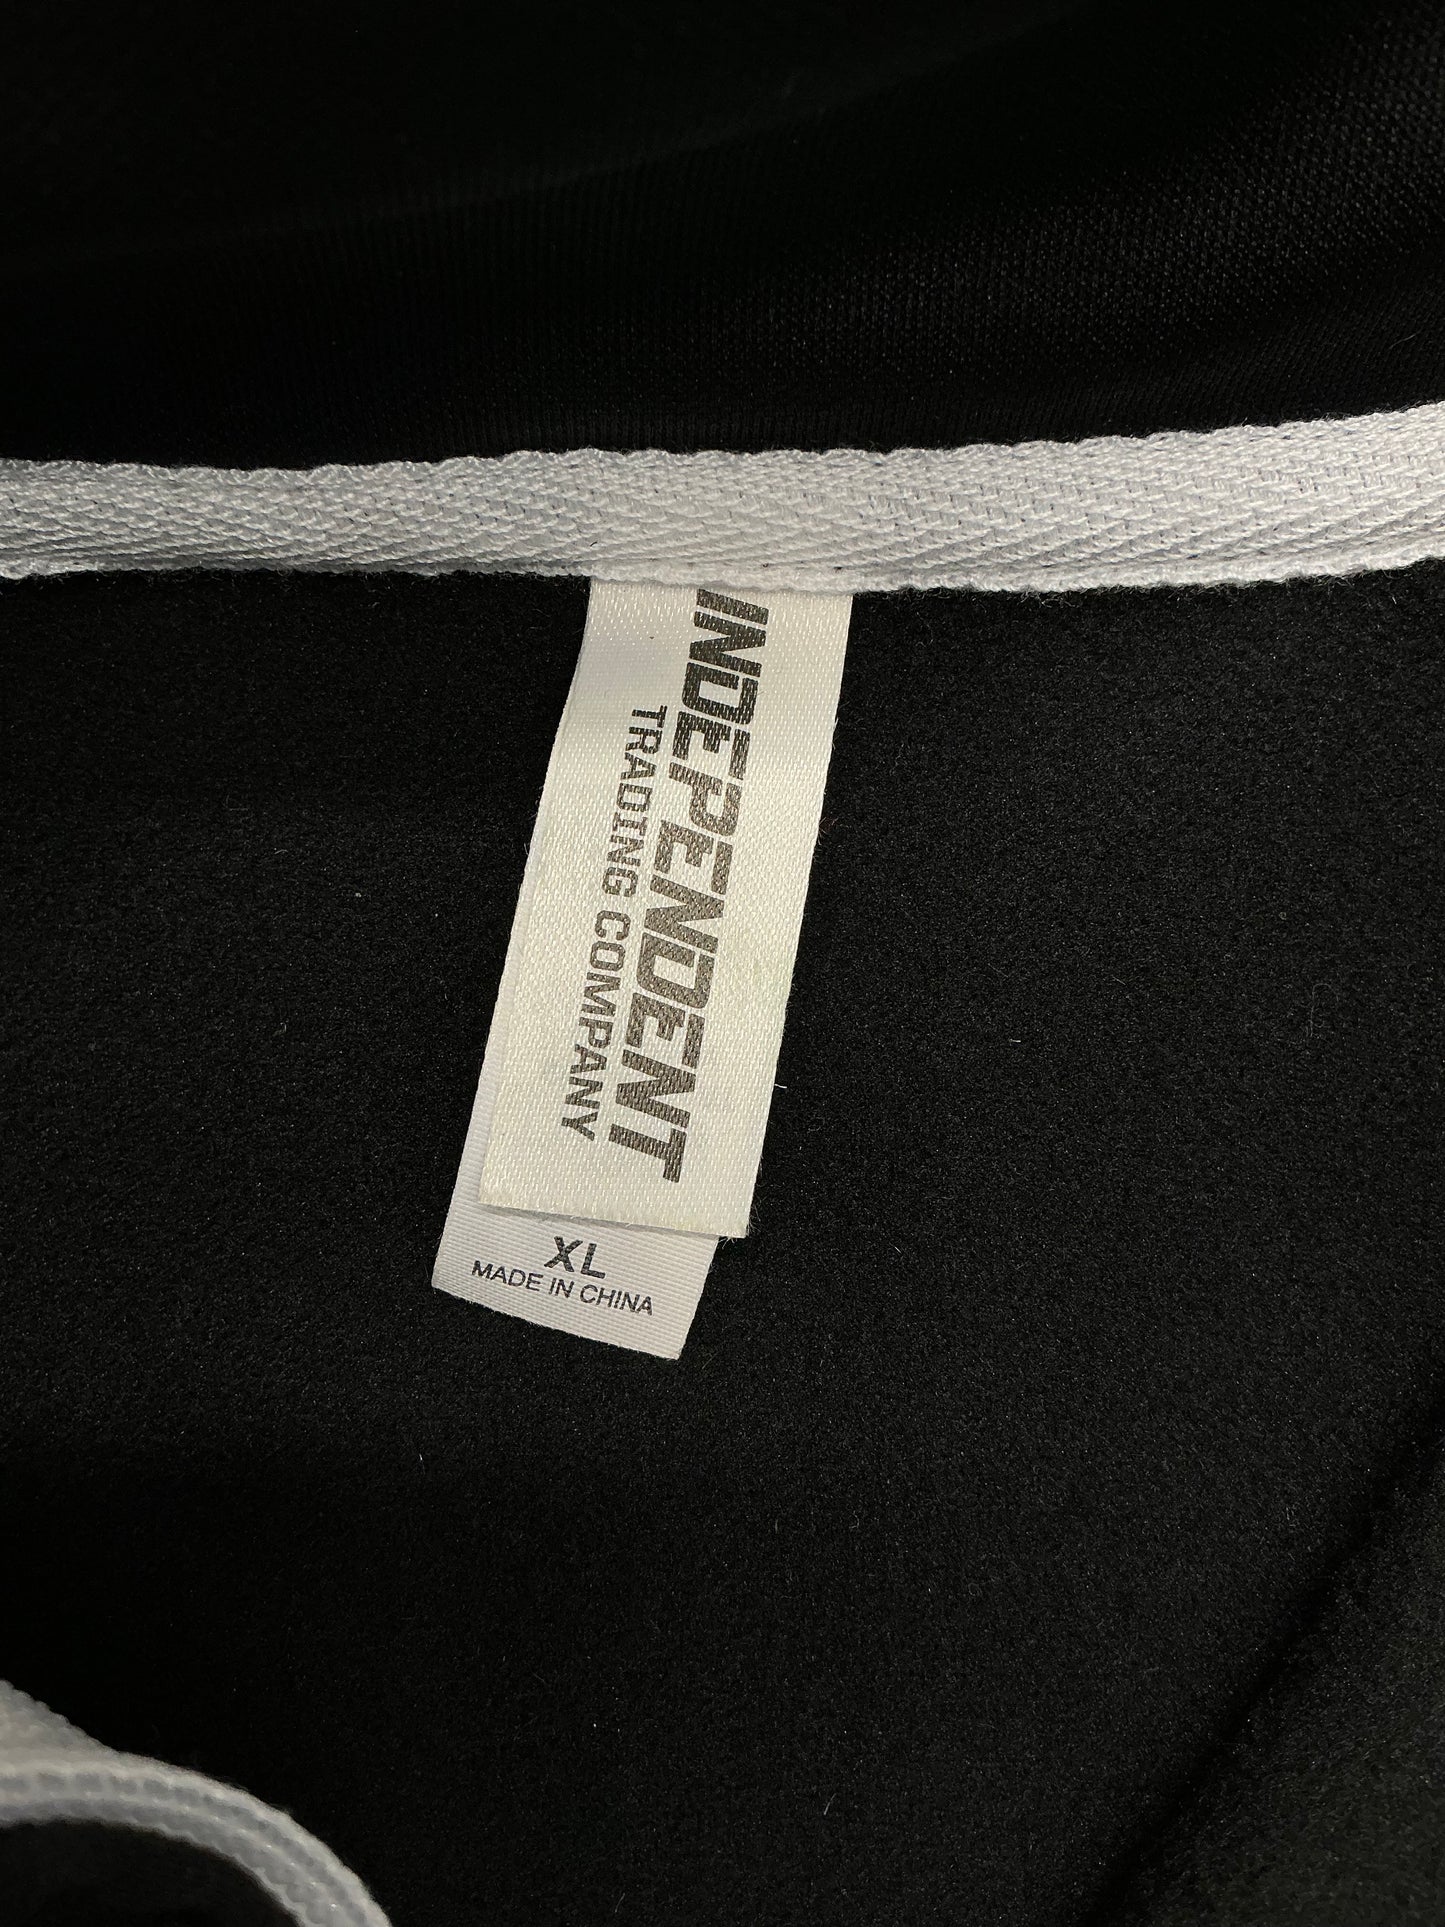 INDEPENDENT
TRADING COMPANY
XL
MADE IN CHINA